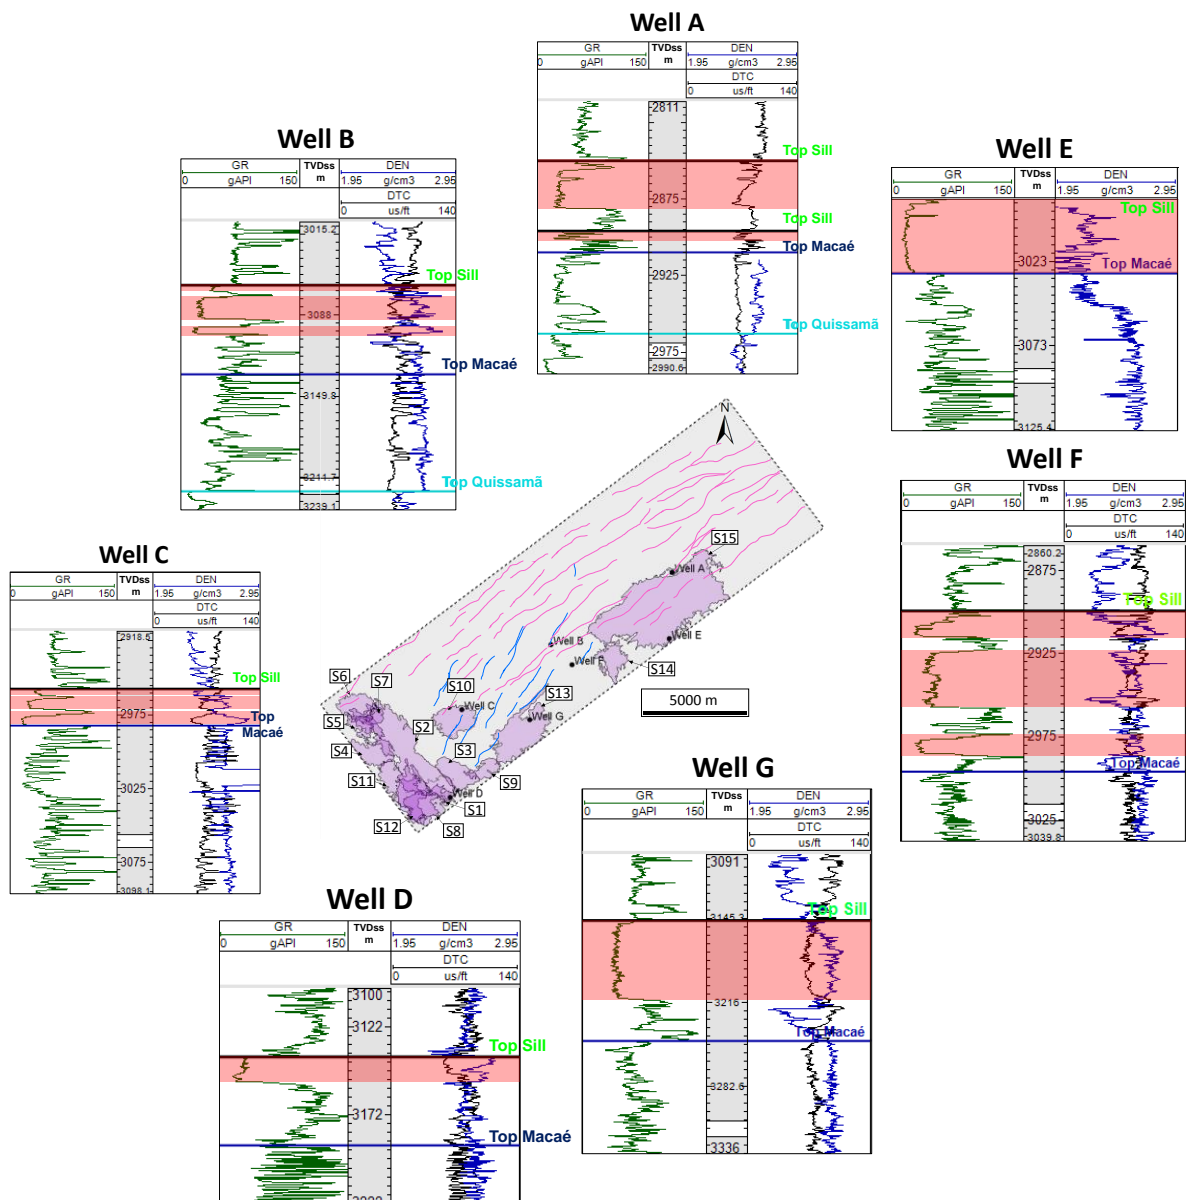 Well A
GR TVDss DEN
0 gAPI 150 m 1.95 g/cm3 2.95
DTC
0 us/ft 140
2811
Top Sill
2875
Top Sill
Top Macaé
2925
Top Quissamã
2975
2990.6
Well B
GR TVDss DEN
0 gAPI 150 m 1.95 g/cm3 2.95
DTC
0 us/ft 140
3015.2
Top Sill
3088
Top Macaé
3149.8
3211.7
Top Quissamã
3239.1
Well E
GR TVDss DEN
0 gAPI 150 m 1.95 g/cm3 2.95
Top Sill
3023
Top Macaé
3073
3125.4
Well F
GR TVDss DEN
0 gAPI 150 m 1.95 g/cm3 2.95
DTC
0 us/ft 140
2860.2
2875
Top Sill
2925
2975
Top Macaé
3025
3039.8
Well C
GR TVDss DEN
0 gAPI 150 m 1.95 g/cm3 2.95
DTC
0 us/ft 140
2918.5
Top Sill
2975
Top
Macaé
3025
3075
3098.1
N
S15
Well A
Well B
Well E
Well F
S14
S6
S7
S10
S13
5000 m
Well C
Well G
S5
S2
S4
S3
S11
S9
Well D
S1
S12
S8
Well G
GR TVDss DEN
0 gAPI 150 m 1.95 g/cm3 2.95
DTC
0 us/ft 140
3091
Top Sill
3145.3
3216
Top Macaé
3282.6
3336
Well D
GR TVDss DEN
0 gAPI 150 m 1.95 g/cm3 2.95
DTC
0 us/ft 140
3100
3122
Top Sill
3172
Top Macaé